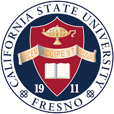 CALIFORNIA STATE UNIVERSITY
19 11
FRESNO